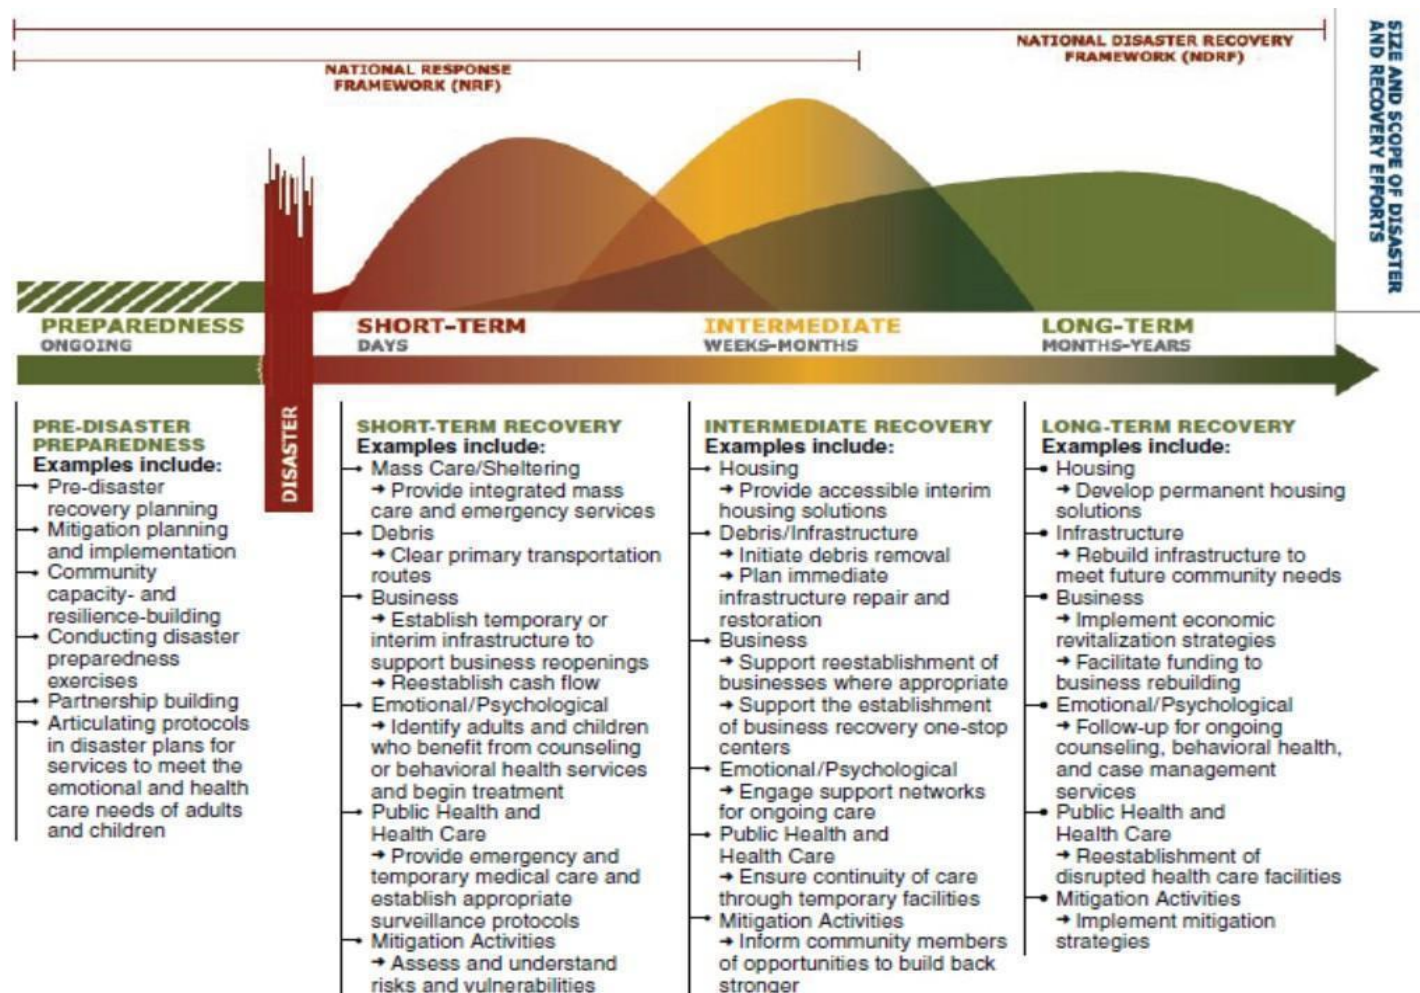 NATIONAL DISASTER RECOVERY
FRAMEWORK (NDRF)
NATIONAL RESPONSE
FRAMEWORK (NRF)
SIZE AND SCOPE OF DISASTER
AND RECOVERY EFFORTS
PREPAREDNESS
ONGOING
SHORT-TERM
DAYS
INTERMEDIATE
WEEKS-MONTHS
LONG-TERM
MONTHS-YEARS
DISASTER
PRE-DISASTER
PREPAREDNESS
Examples include:
Pre-disaster
recovery planning
Mitigation planning
and implementation
Community
capacity- and
resilience-building
Conducting disaster
preparedness
exercises
Partnership building
Articulating protocols
in disaster plans for
services to meet the
emotional and health
care needs of adults
and children
SHORT-TERM RECOVERY
Examples include:
Mass Care/Sheltering
→ Provide integrated mass
care and emergency services
Debris
→ Clear primary transportation
routes
Business
→ Establish temporary or
interim infrastructure to
support business reopenings
→ Reestablish cash flow
Emotional/Psychological
→ Identify adults and children
who benefit from counseling
or behavioral health services
and begin treatment
Public Health and
Health Care
→ Provide emergency and
temporary medical care and
establish appropriate
surveillance protocols
Mitigation Activities
→ Assess and understand
risks and vulnerabilities
INTERMEDIATE RECOVERY
Examples include:
Housing
→ Provide accessible interim
housing solutions
Debris/Infrastructure
→ Initiate debris removal
→ Plan immediate
infrastructure repair and
restoration
Business
→ Support reestablishment of
businesses where appropriate
→ Support the establishment
of business recovery one-stop
centers
Emotional/Psychological
→ Engage support networks
for ongoing care
Public Health and
Health Care
→ Ensure continuity of care
through temporary facilities
Mitigation Activities
→ Inform community members
of opportunities to build back
stronger
LONG-TERM RECOVERY
Examples include:
Housing
→ Develop permanent housing
solutions
Infrastructure
→ Rebuild infrastructure to
meet future community needs
Business
→ Implement economic
revitalization strategies
→ Facilitate funding to
business rebuilding
Emotional/Psychological
→ Follow-up for ongoing
counseling, behavioral health,
and case management
services
Public Health and
Health Care
→ Reestablishment of
disrupted health care facilities
Mitigation Activities
→ Implement mitigation
strategies